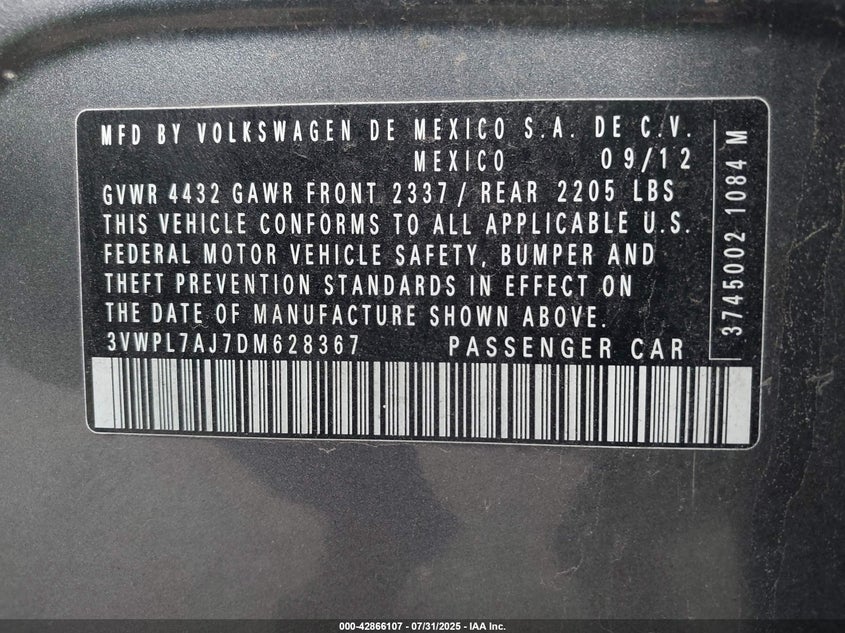 MFD BY VOLKSWAGEN DE MEXICO S.A. DE C.V.
MEXICO 09/12
GVWR 4432 GAWR FRONT 2337/ REAR 2205 LBS
THIS VEHICLE CONFORMS TO ALL APPLICABLE U.S.
FEDERAL MOTOR VEHICLE SAFETY, BUMPER AND
THEFT PREVENTION STANDARDS IN EFFECT ON
THE DATE OF MANUFACTURE SHOWN ABOVE.
3VWPL7AJ7DM628367 PASSENGER CAR
3745002 1084 M
000-42866107 - 07/31/2025 - IAA Inc.